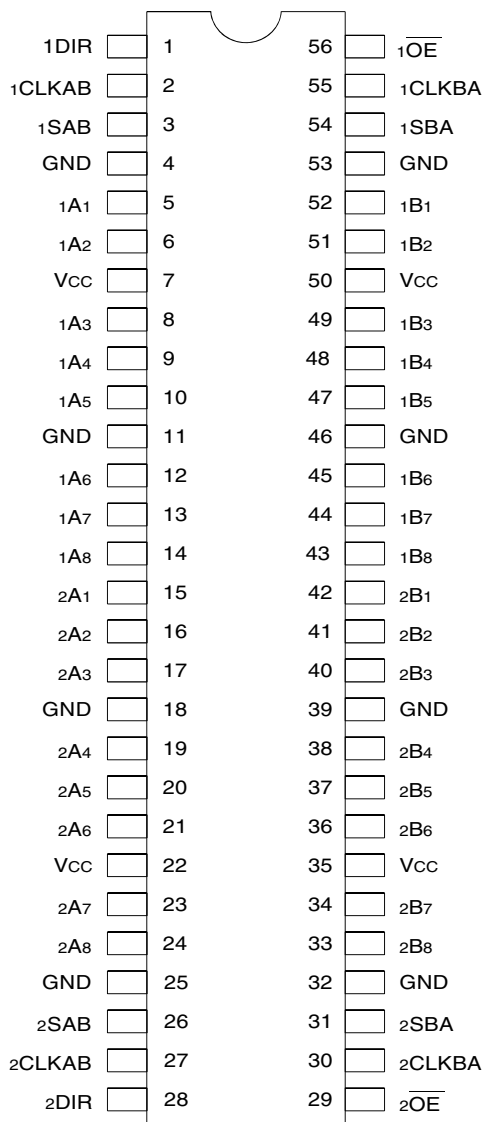 1DIR 1 56 1OE
1CLKAB 2 55 1CLKBA
1SAB 3 54 1SBA
GND 4 53 GND
1A1 5 52 1B1
1A2 6 51 1B2
VCC 7 50 VCC
1A3 8 49 1B3
1A4 9 48 1B4
1A5 10 47 1B5
GND 11 46 GND
1A6 12 45 1B6
1A7 13 44 1B7
1A8 14 43 1B8
2A1 15 42 2B1
2A2 16 41 2B2
2A3 17 40 2B3
GND 18 39 GND
2A4 19 38 2B4
2A5 20 37 2B5
2A6 21 36 2B6
VCC 22 35 VCC
2A7 23 34 2B7
2A8 24 33 2B8
GND 25 32 GND
2SAB 26 31 2SBA
2CLKAB 27 30 2CLKBA
2DIR 28 29 2OE